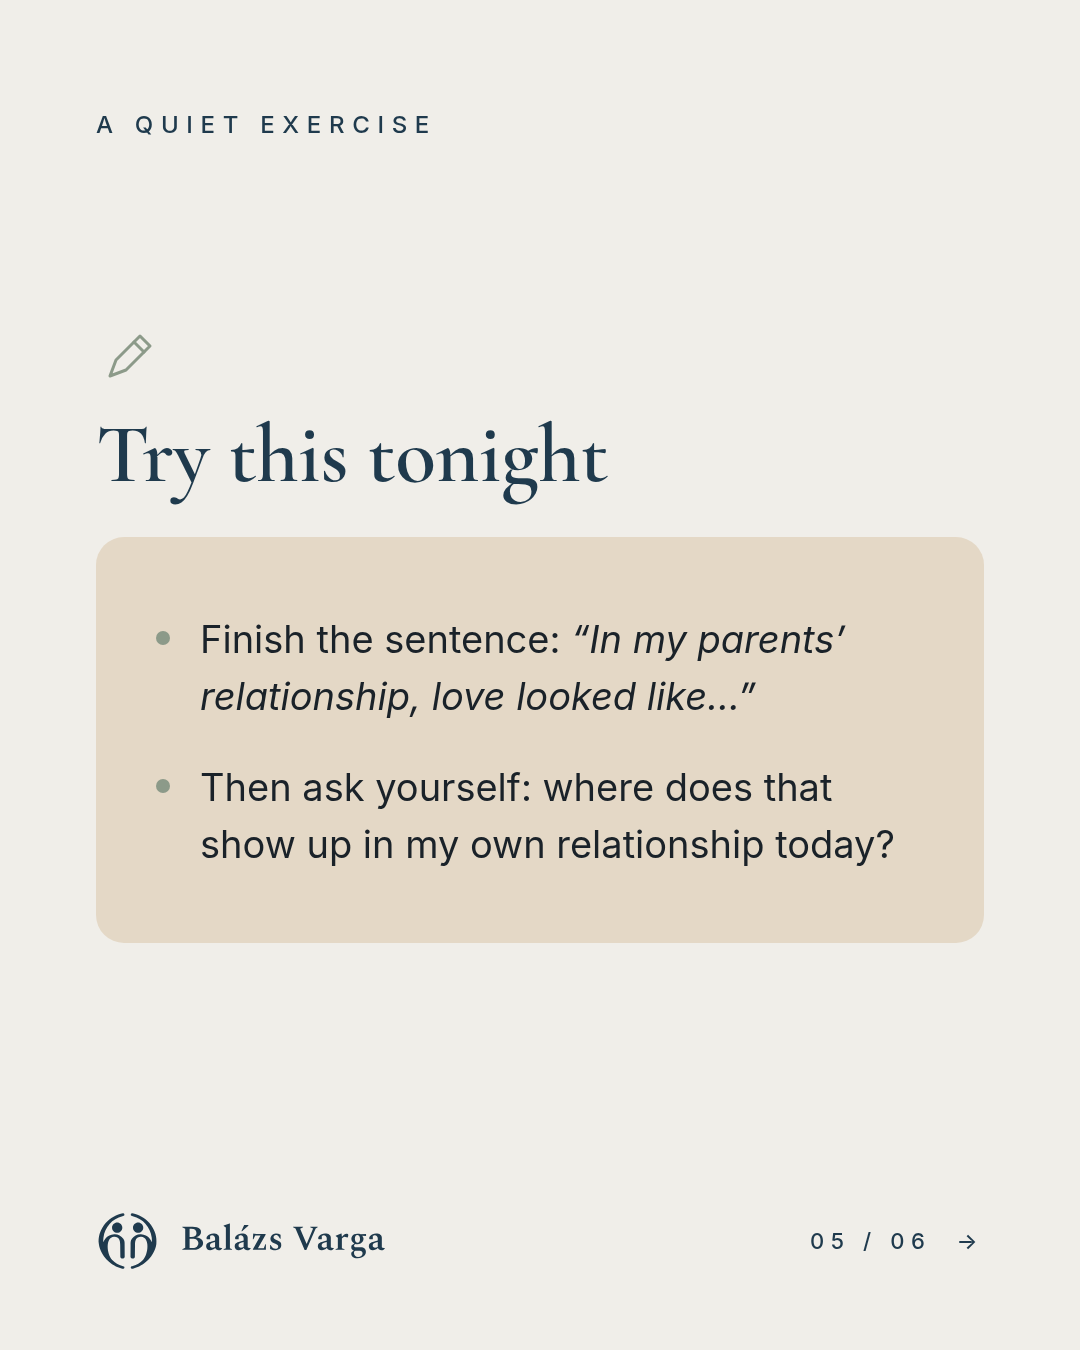 A QUIET EXERCISE
Try this tonight
Finish the sentence: “In my parents’
relationship, love looked like…”
Then ask yourself: where does that
show up in my own relationship today?
Balázs Varga
05 / 06 →